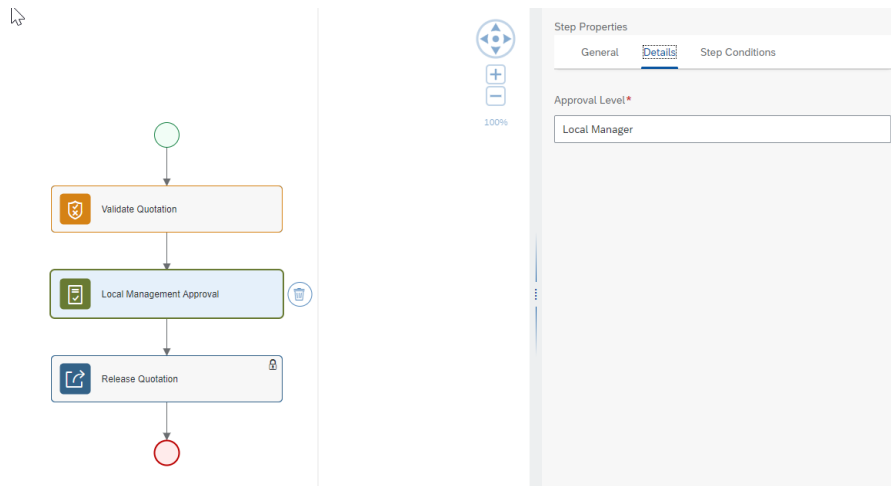 Step Properties
General Details Step Conditions
Approval Level*
Local Manager
100%
Validate Quotation
Local Management Approval
Release Quotation